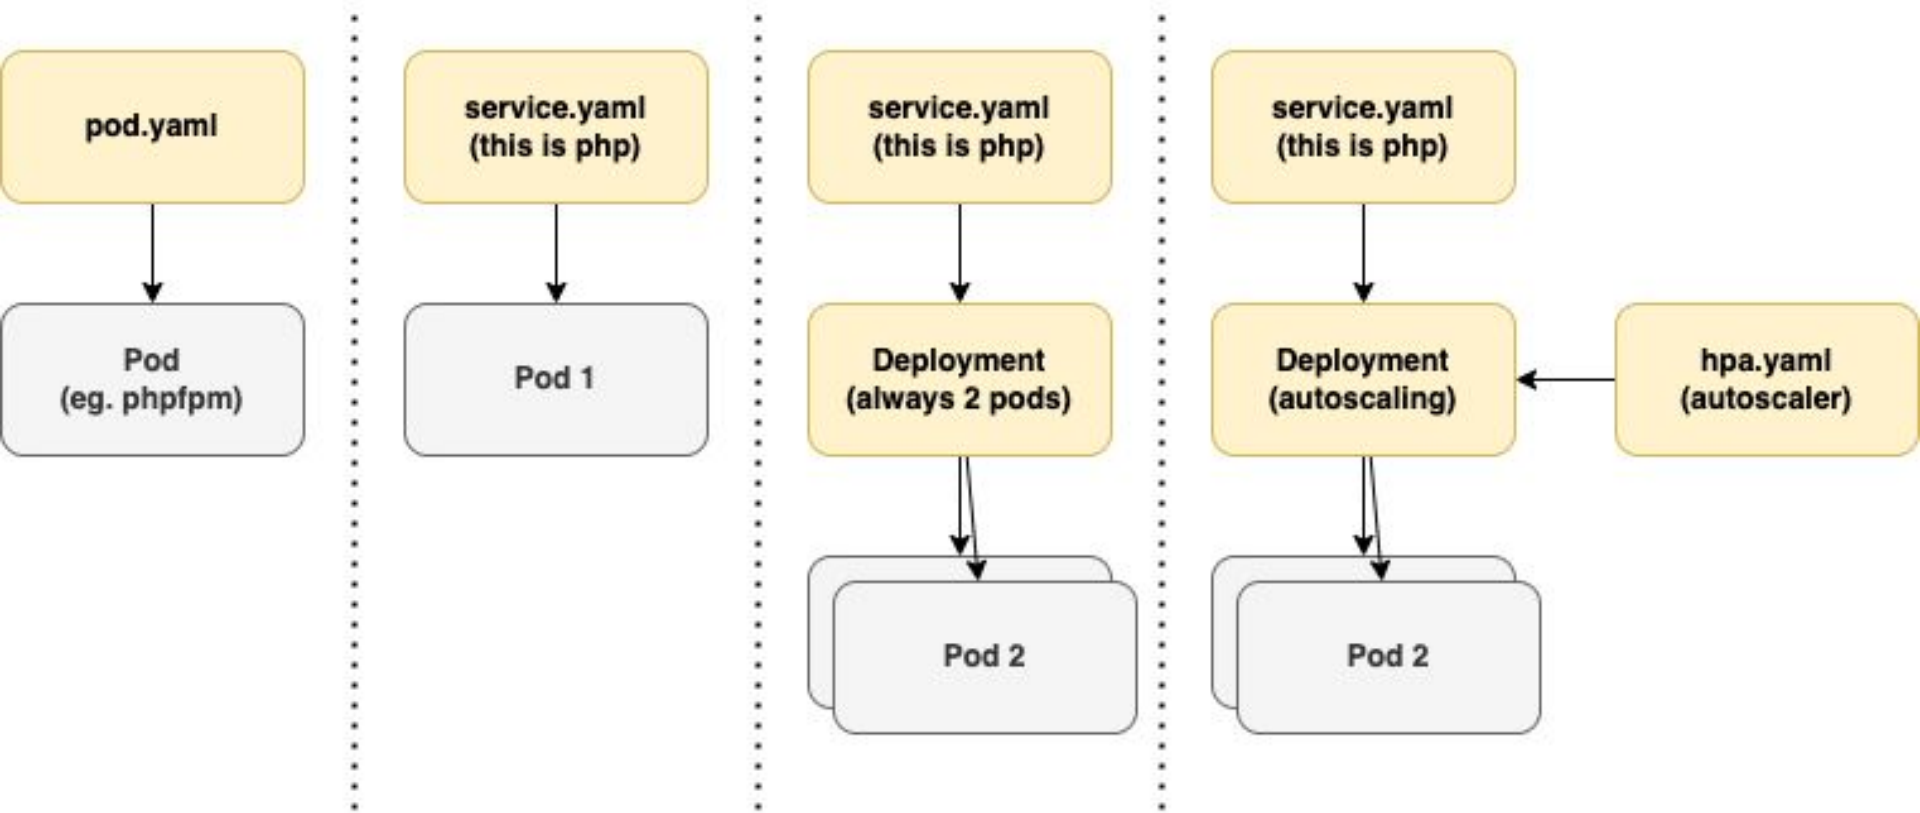 pod.yaml
Pod
(eg. phpfpm)
service.yaml
(this is php)
Pod 1
service.yaml
(this is php)
Deployment
(always 2 pods)
Pod 2
service.yaml
(this is php)
Deployment
(autoscaling)
Pod 2
hpa.yaml
(autoscaler)